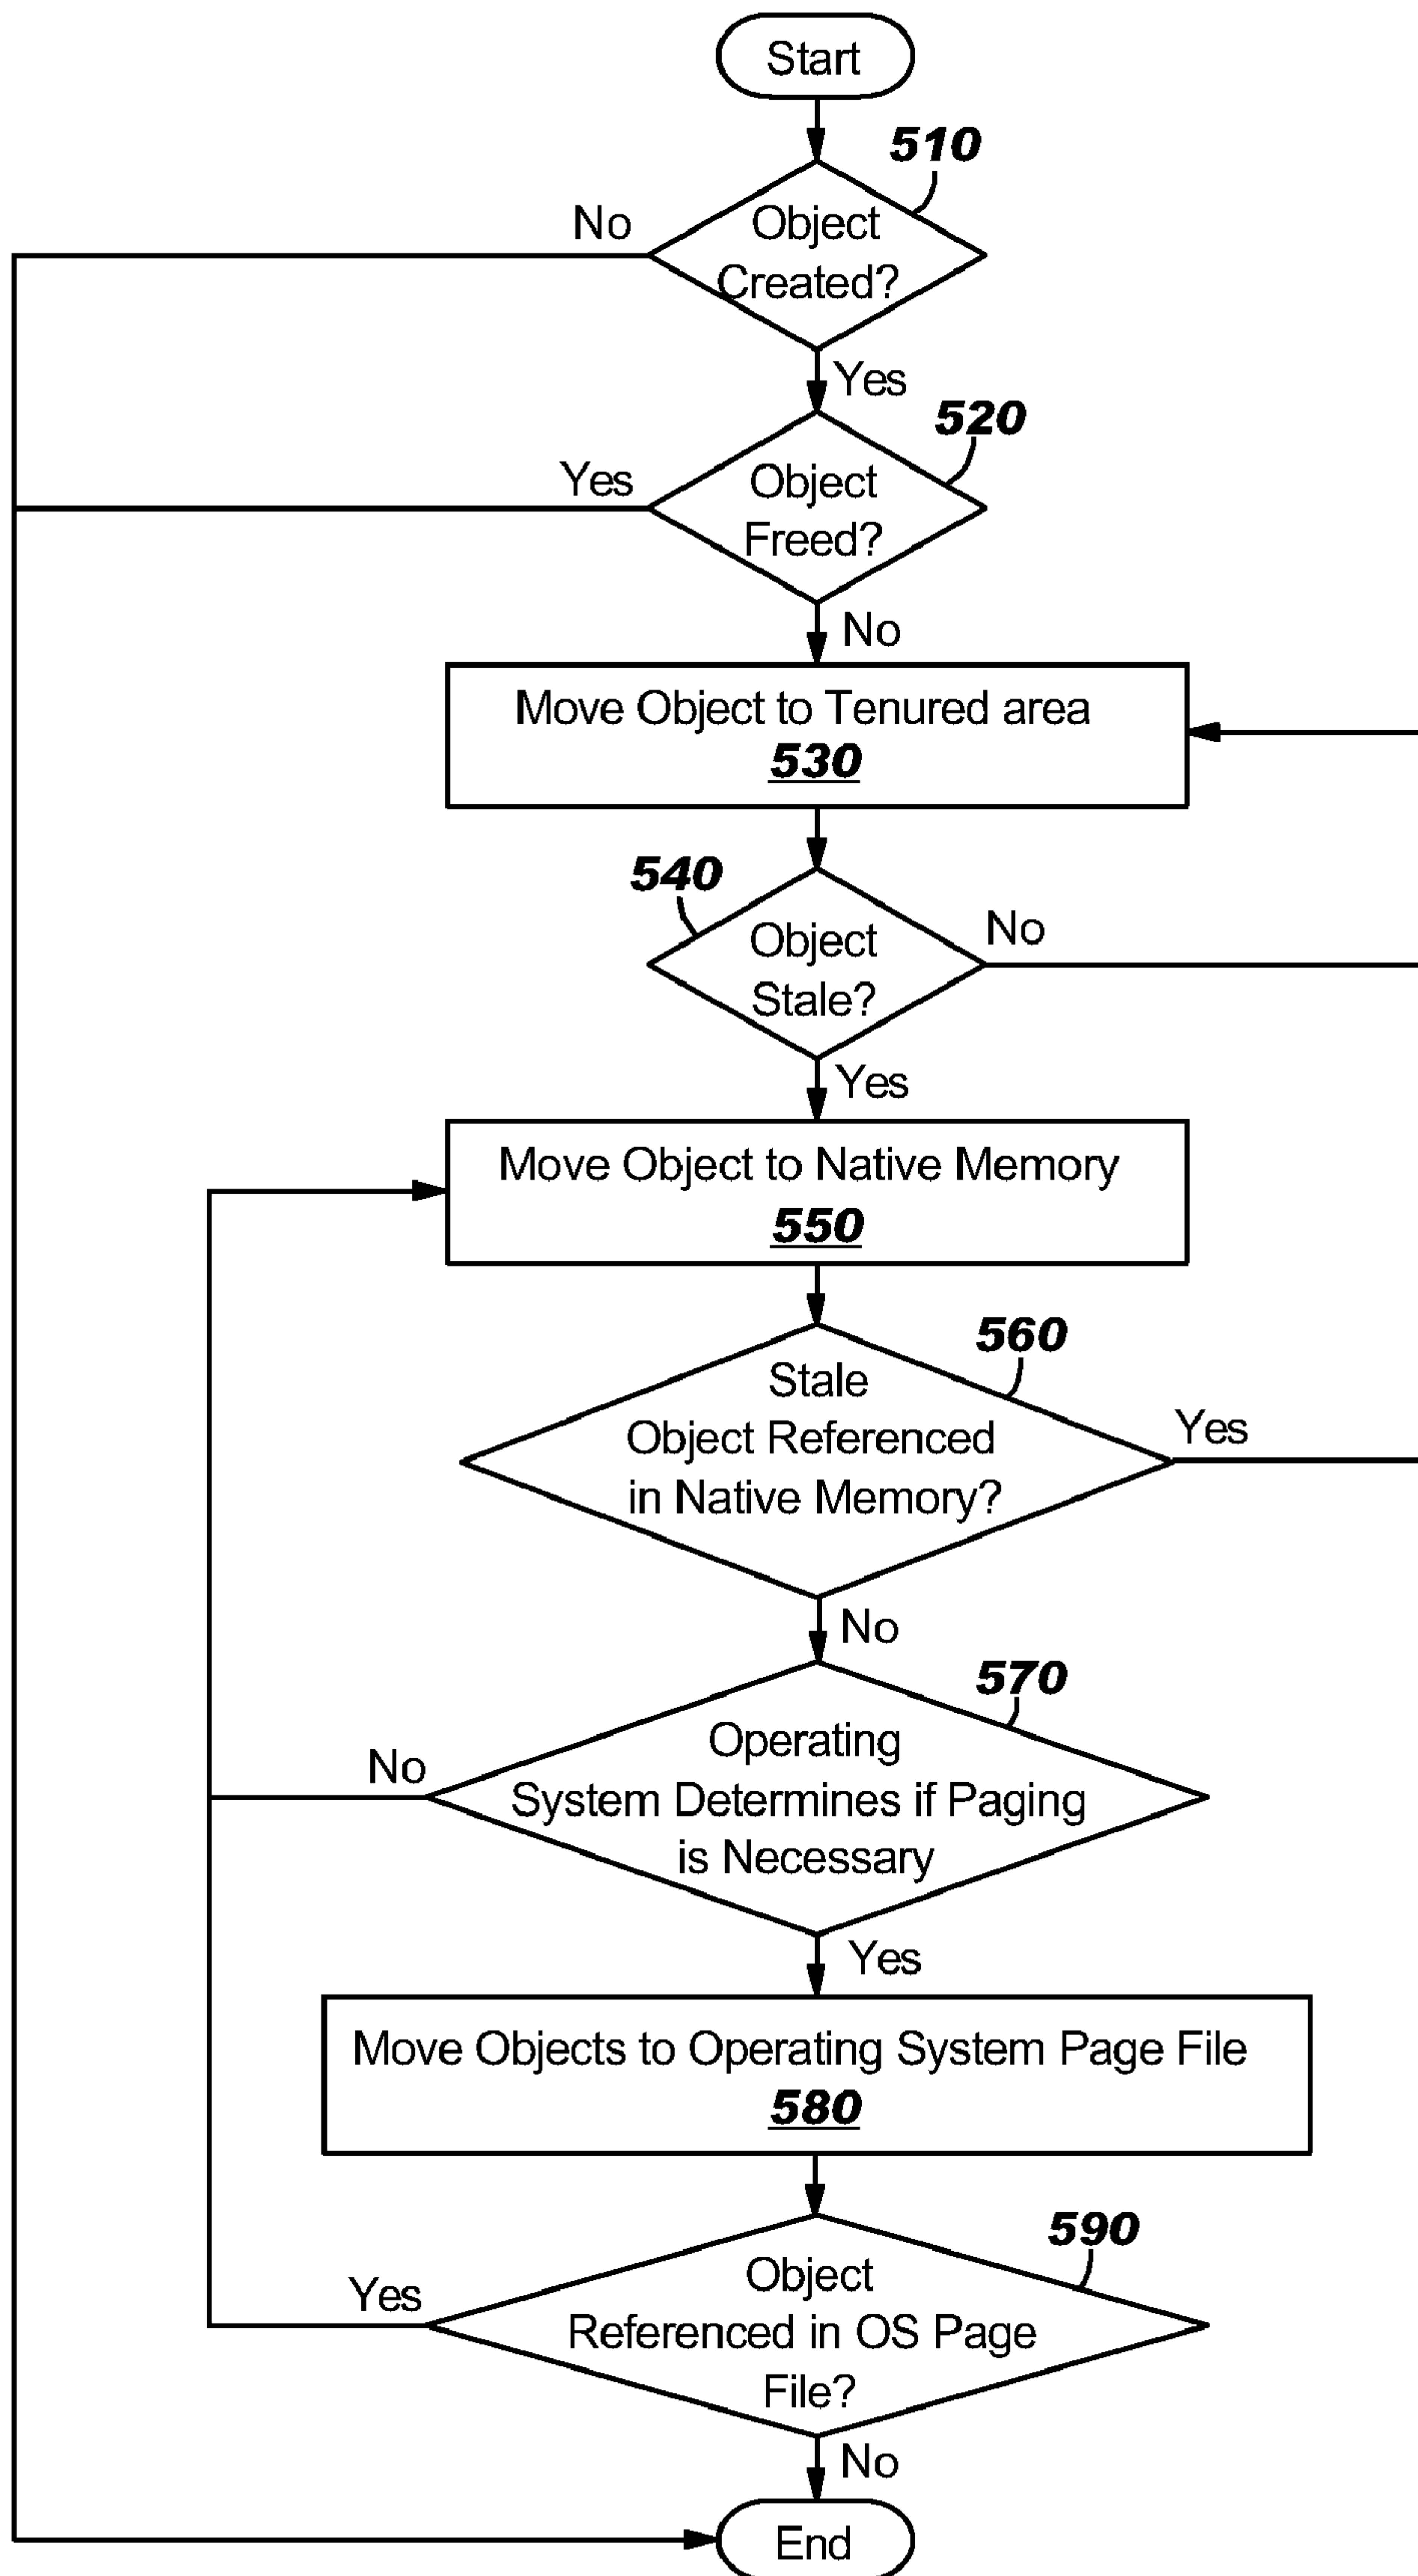 Start
510
No
Object
Created?
Yes
520
Yes
Object
Freed?
No
Move Object to Tenured area
530
540
Object
Stale?
No
Yes
Move Object to Native Memory
550
560
Stale
Object Referenced
in Native Memory?
Yes
No
570
Operating
System Determines if Paging
is Necessary
No
Yes
Move Objects to Operating System Page File
580
590
Object
Referenced in OS Page
File?
Yes
No
End